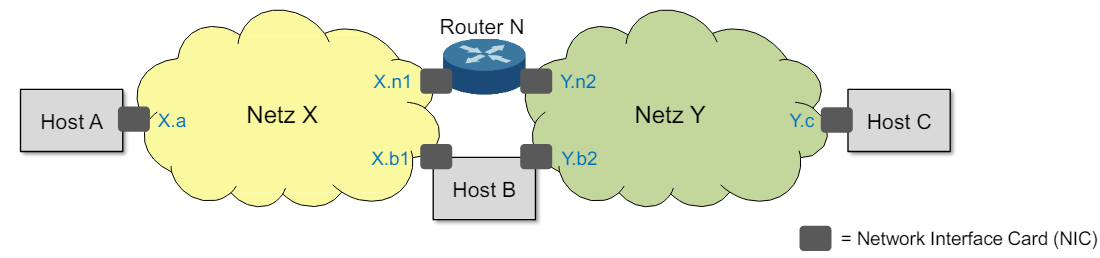 Router N
X.n1
Y.n2
Host A
X.a
Netz X
Netz Y
Y.c
Host C
X.b1
Y.b2
Host B
= Network Interface Card (NIC)